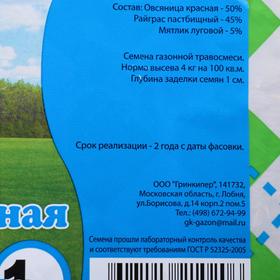 Состав: Овсяница красная - 50%
Райграс пастбищный - 45%
Мятлик луговой - 5%
Семена газонной травосмеси.
Норма высева 4 кг на 100 кв.м.
Глубина заделки семян 1 см.
Срок реализации - 2 года с даты фасовки.
ная
1
ООО "Гринкипер", 141732,
Московская область, г. Лобня,
ул.Борисова, д.14 корп.2 пом.5
Тел.: (498) 672-94-99
gk-gazon@mail.ru
Семена прошли лабораторный контроль качества
и соответствуют требованиям ГОСТ Р 52325-2005